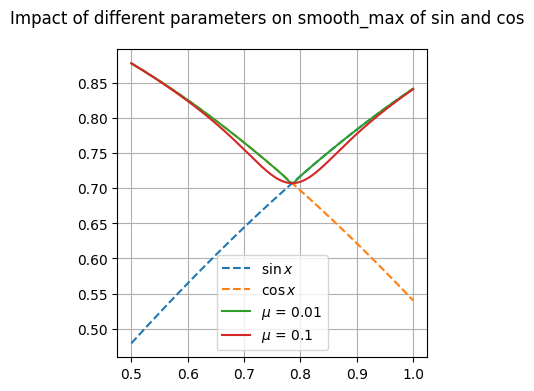 Impact of different parameters on smooth_max of sin and cos
0.85
0.80
0.75
0.70
0.65
0.60
0.55
0.50
sin x
cos x
μ = 0.01
μ = 0.1
0.5 0.6 0.7 0.8 0.9 1.0